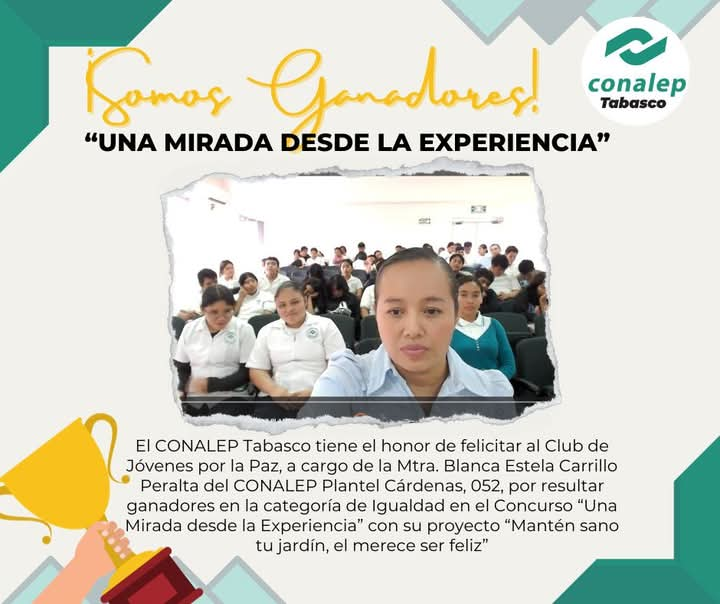 ¡Somos Ganadores!
conalep
Tabasco
“UNA MIRADA DESDE LA EXPERIENCIA”
El CONALEP Tabasco tiene el honor de felicitar al Club de
Jóvenes por la Paz, a cargo de la Mtra. Blanca Estela Carrillo
Peralta del CONALEP Plantel Cárdenas, 052, por resultar
ganadores en la categoría de Igualdad en el Concurso “Una
Mirada desde la Experiencia” con su proyecto “Mantén sano
tu jardín, el merece ser feliz”